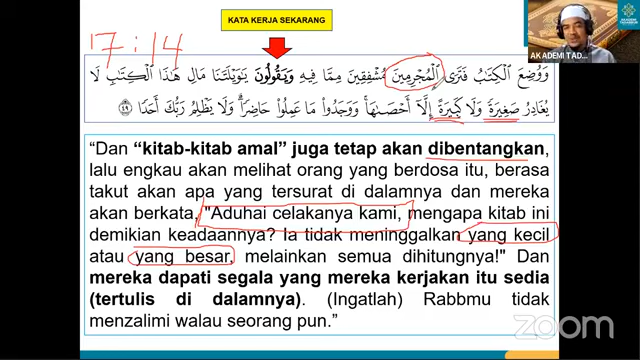 KATA KERJA SEKARANG
17:14
AKADEMI TAD...
وَوُضِعَ الْكِتَٰبُ فَتَرَى الْمُجْرِمِينَ مُشْفِقِينَ مِمَّا فِيهِ وَيَقُولُونَ يَٰوَيْلَتَنَا مَالِ هَٰذَا الْكِتَٰبِ لَا
يُغَادِرُ صَغِيرَةً وَلَا كَبِيرَةً إِلَّآ أَحْصَىٰهَا ۚ وَوَجَدُوا۟ مَا عَمِلُوا۟ حَاضِرًا ۗ وَلَا يَظْلِمُ رَبُّكَ أَحَدًا ﴿٤٩﴾
"Dan "kitab-kitab amal" juga tetap akan dibentangkan,
lalu engkau akan melihat orang yang berdosa itu, berasa
takut akan apa yang tersurat di dalamnya dan mereka
akan berkata, "Aduhai celakanya kami, mengapa kitab ini
demikian keadaannya? Ia tidak meninggalkan yang kecil
atau yang besar, melainkan semua dihitungnya!" Dan
mereka dapati segala yang mereka kerjakan itu sedia
(tertulis di dalamnya). (Ingatlah) Rabbmu tidak
menzalimi walau seorang pun."
zoom